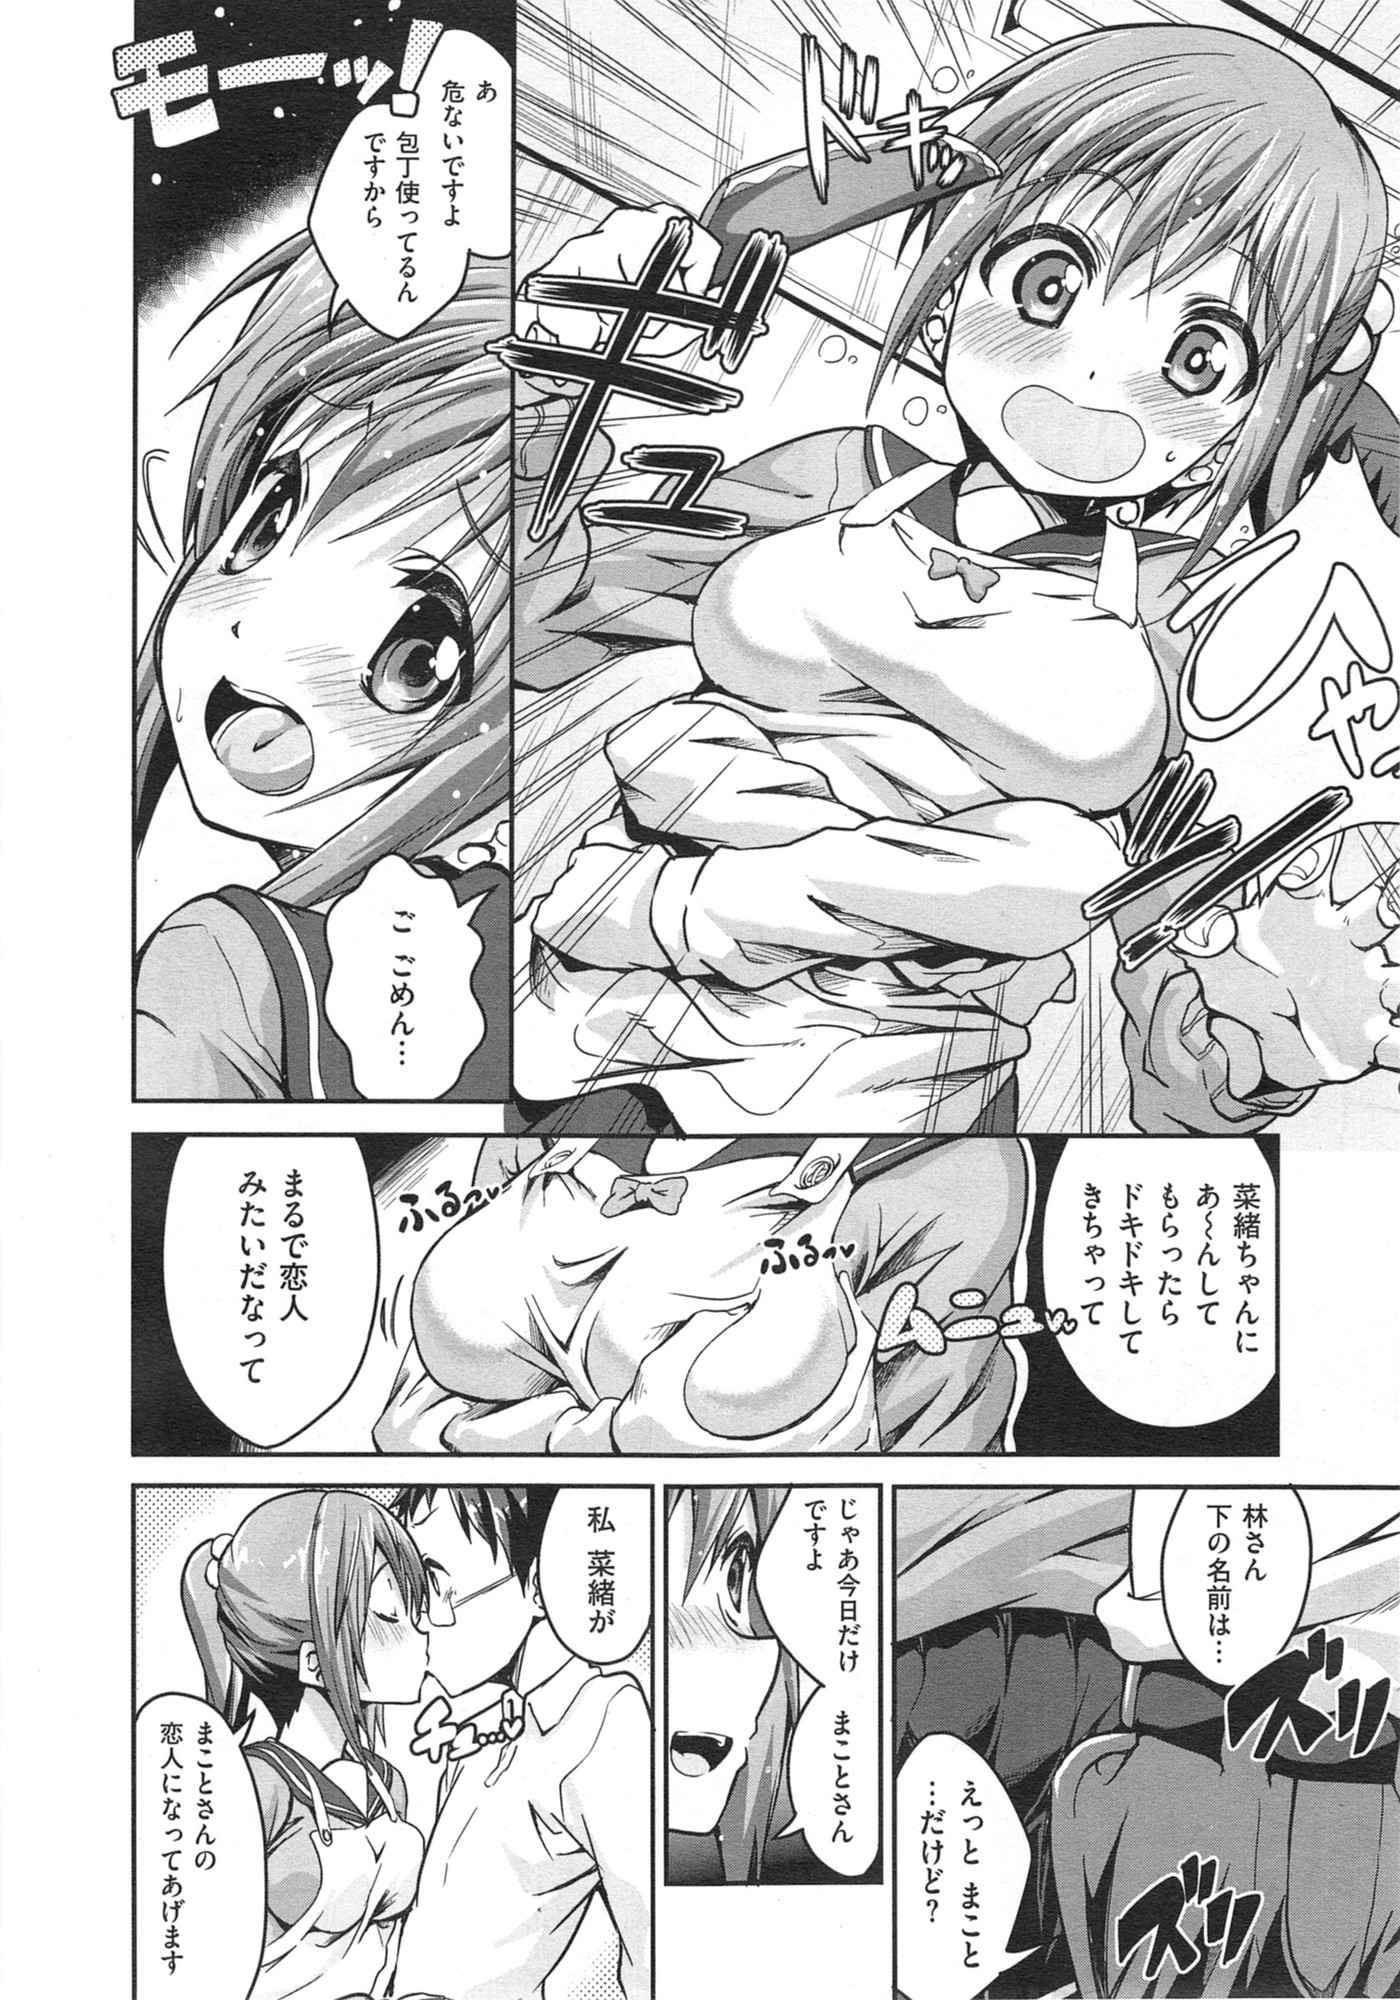 ドキッ
ギュ
ひゃ
モーッ!
あ
危ないですよ
包丁使ってるん
ですから
ご ごめん…
菜緒ちゃんに
あ〜んして
もらったら
ドキドキして
きちゃって
ふるっ
ふるっ
ムニュ
まるで恋人
みたいだなって
林さん
下の名前は…
ズッ
えっと まこと
…だけど?
ズッ
じゃあ今日だけ
ですよ
まことさん
私 菜緒が
チュ…
まことさんの
恋人になってあげます